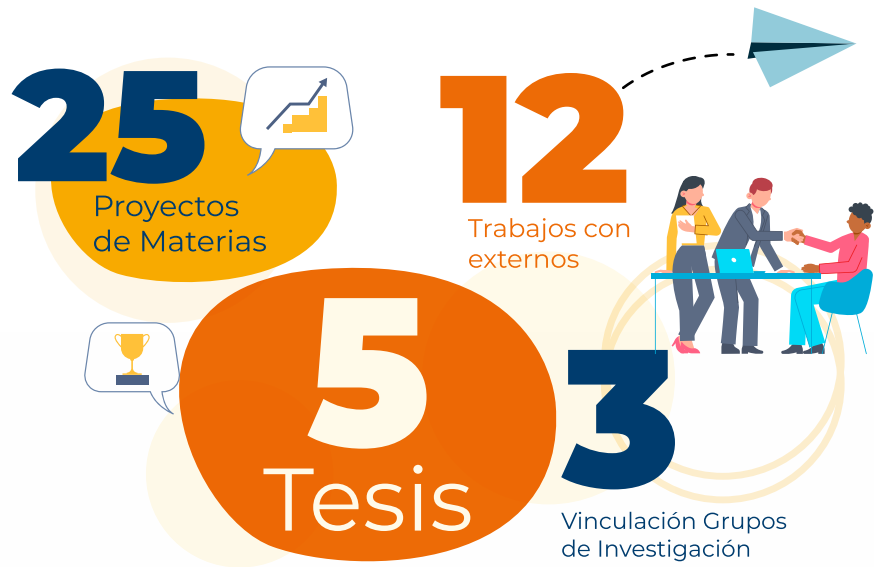 25
Proyectos
de Materias
12
Trabajos con
externos
5
Tesis
3
Vinculación Grupos
de Investigación